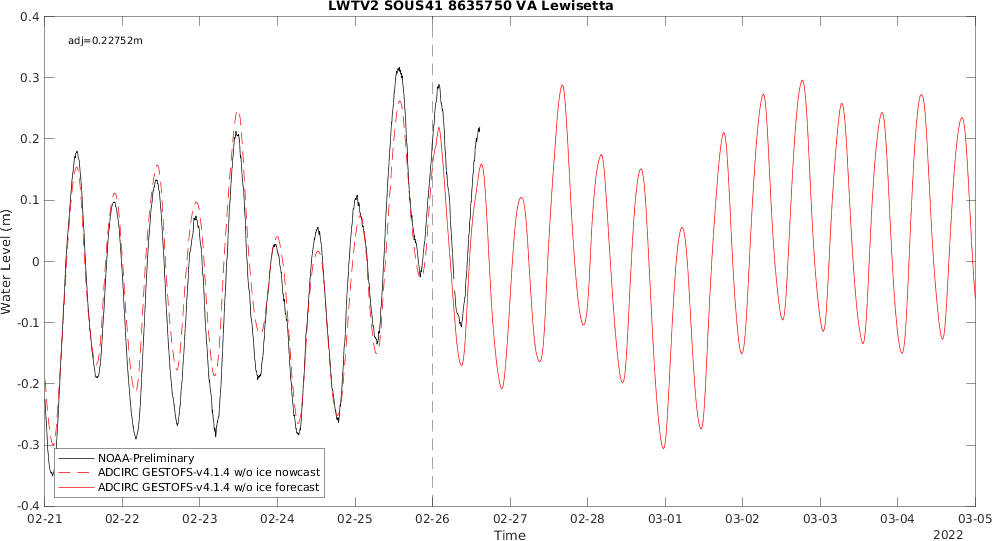 LWTV2 SOUS41 8635750 VA Lewisetta
adj=0.22752m
0.4
0.3
0.2
0.1
0
-0.1
-0.2
-0.3
-0.4
Water Level (m)
NOAA-Preliminary
ADCIRC GESTOFS-v4.1.4 w/o ice nowcast
ADCIRC GESTOFS-v4.1.4 w/o ice forecast
02-21 02-22 02-23 02-24 02-25 02-26 02-27 02-28 03-01 03-02 03-03 03-04 03-05
Time
2022